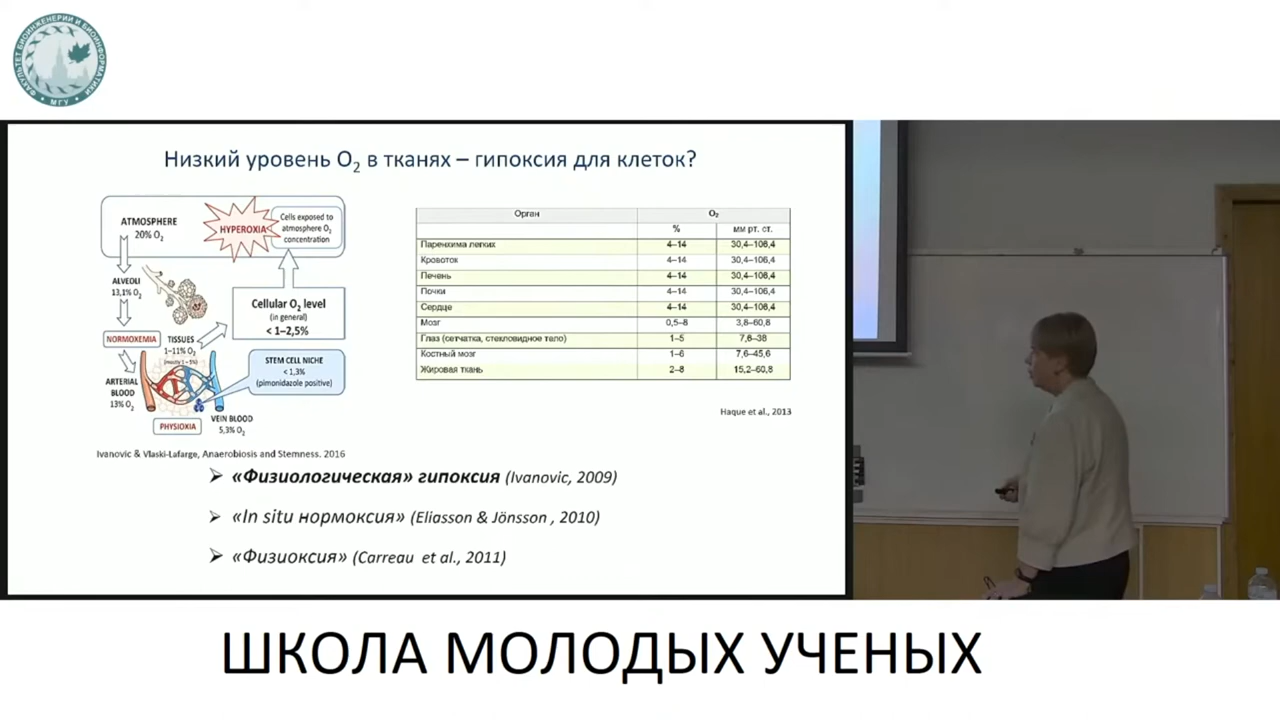 ФАКУЛЬТЕТ БИОИНЖЕНЕРИИ И БИОИНФОРМАТИКИ
МГУ
Низкий уровень O2 в тканях – гипоксия для клеток?
ATMOSPHERE
20% O2
HYPEROXIA
Cells exposed to
atmosphere O2
concentration
ALVEOLI
13,1% O2
Cellular O2 level
(in general)
< 1–2,5%
NORMOXEMIA
TISSUES
1–11% O2
(mostly 1–5%)
STEM CELL NICHE
< 1,3%
(pimonidazole positive)
ARTERIAL
BLOOD
13% O2
VEIN BLOOD
5,3% O2
PHYSIOXIA
Ivanovic & Vlaski-Lafarge, Anaerobiosis and Stemness. 2016
Орган O2
% мм рт. ст.
Паренхима легких 4–14 30,4–106,4
Кровоток 4–14 30,4–106,4
Печень 4–14 30,4–106,4
Почки 4–14 30,4–106,4
Сердце 4–14 30,4–106,4
Мозг 0,5–8 3,8–60,8
Глаз (сетчатка, стекловидное тело) 1–5 7,6–38
Костный мозг 1–6 7,6–45,6
Жировая ткань 2–8 15,2–60,8
Haque et al., 2013
➢ «Физиологическая» гипоксия (Ivanovic, 2009)
➢ «In situ нормоксия» (Eliasson & Jönsson , 2010)
➢ «Физиоксия» (Carreau et al., 2011)
ШКОЛА МОЛОДЫХ УЧЕНЫХ